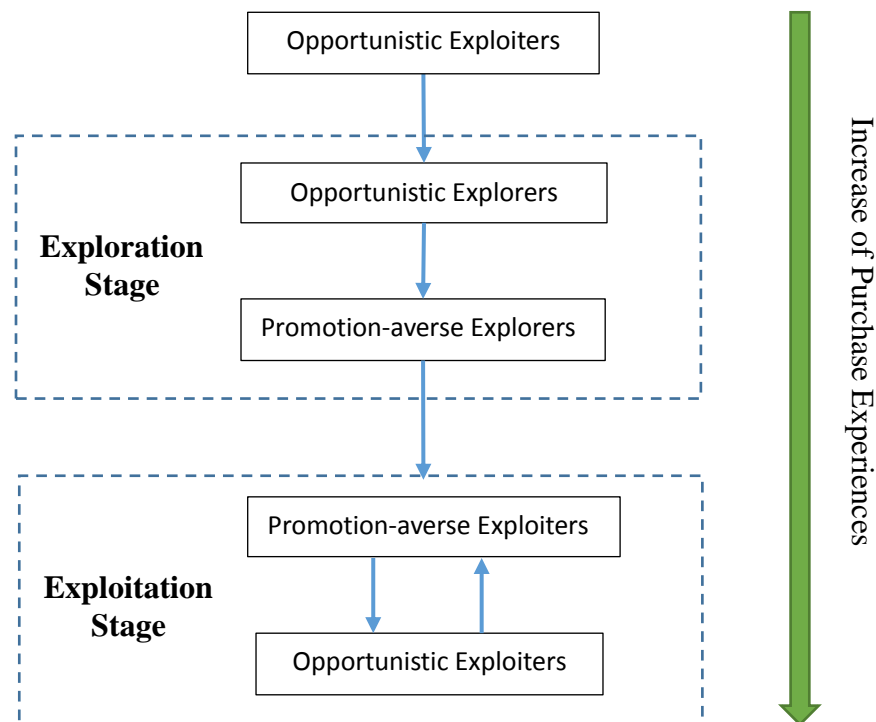 Opportunistic Exploiters
Opportunistic Explorers
Exploration
Stage
Promotion-averse Explorers
Promotion-averse Exploiters
Exploitation
Stage
Opportunistic Exploiters
Increase of Purchase Experiences